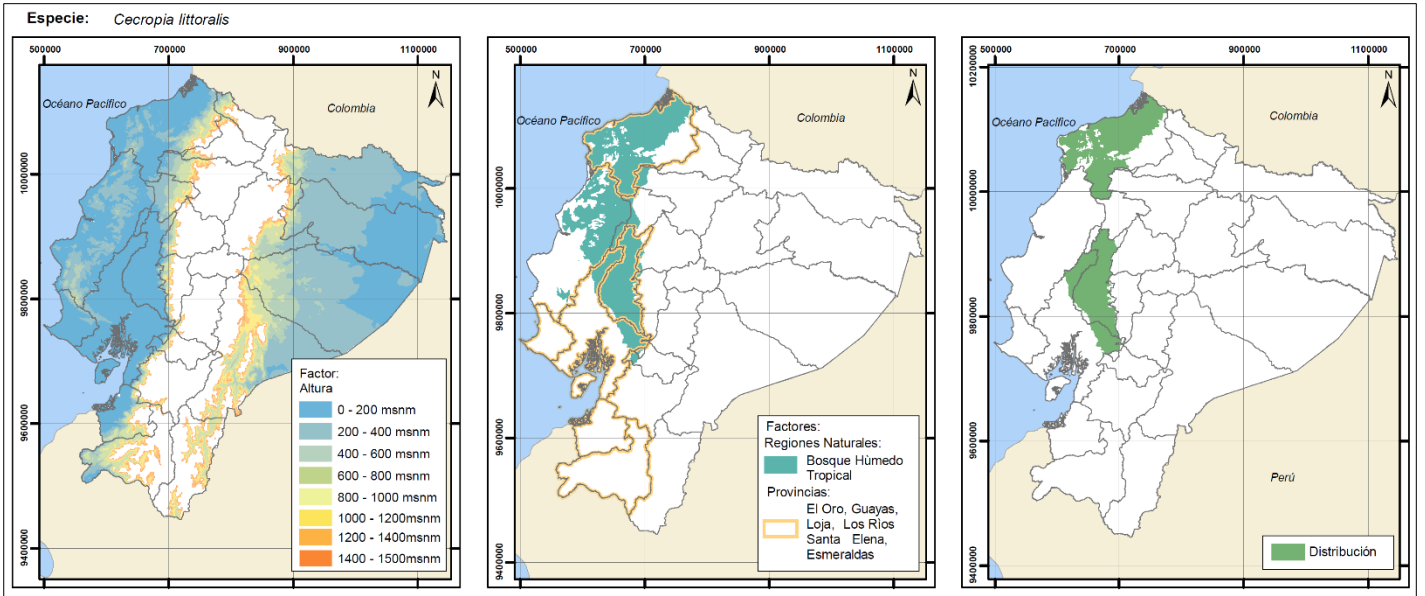 Especie: Cecropia littoralis
500000 700000 900000 1100000
N
Océano Pacífico
Colombia
10000000
9800000
9600000
9400000
Factor:
Altura
0 - 200 msnm
200 - 400 msnm
400 - 600 msnm
600 - 800 msnm
800 - 1000 msnm
1000 - 1200msnm
1200 - 1400msnm
1400 - 1500msnm
500000 700000 900000 1100000
N
Océano Pacífico
Colombia
10000000
9800000
9600000
9400000
Factores:
Regiones Naturales:
Bosque Hùmedo
Tropical
Provincias:
El Oro, Guayas,
Loja, Los Rìos
Santa Elena,
Esmeraldas
500000 700000 900000 1100000
10200000
N
Océano Pacífico
Colombia
10000000
9800000
9600000
9400000
Perú
Distribución